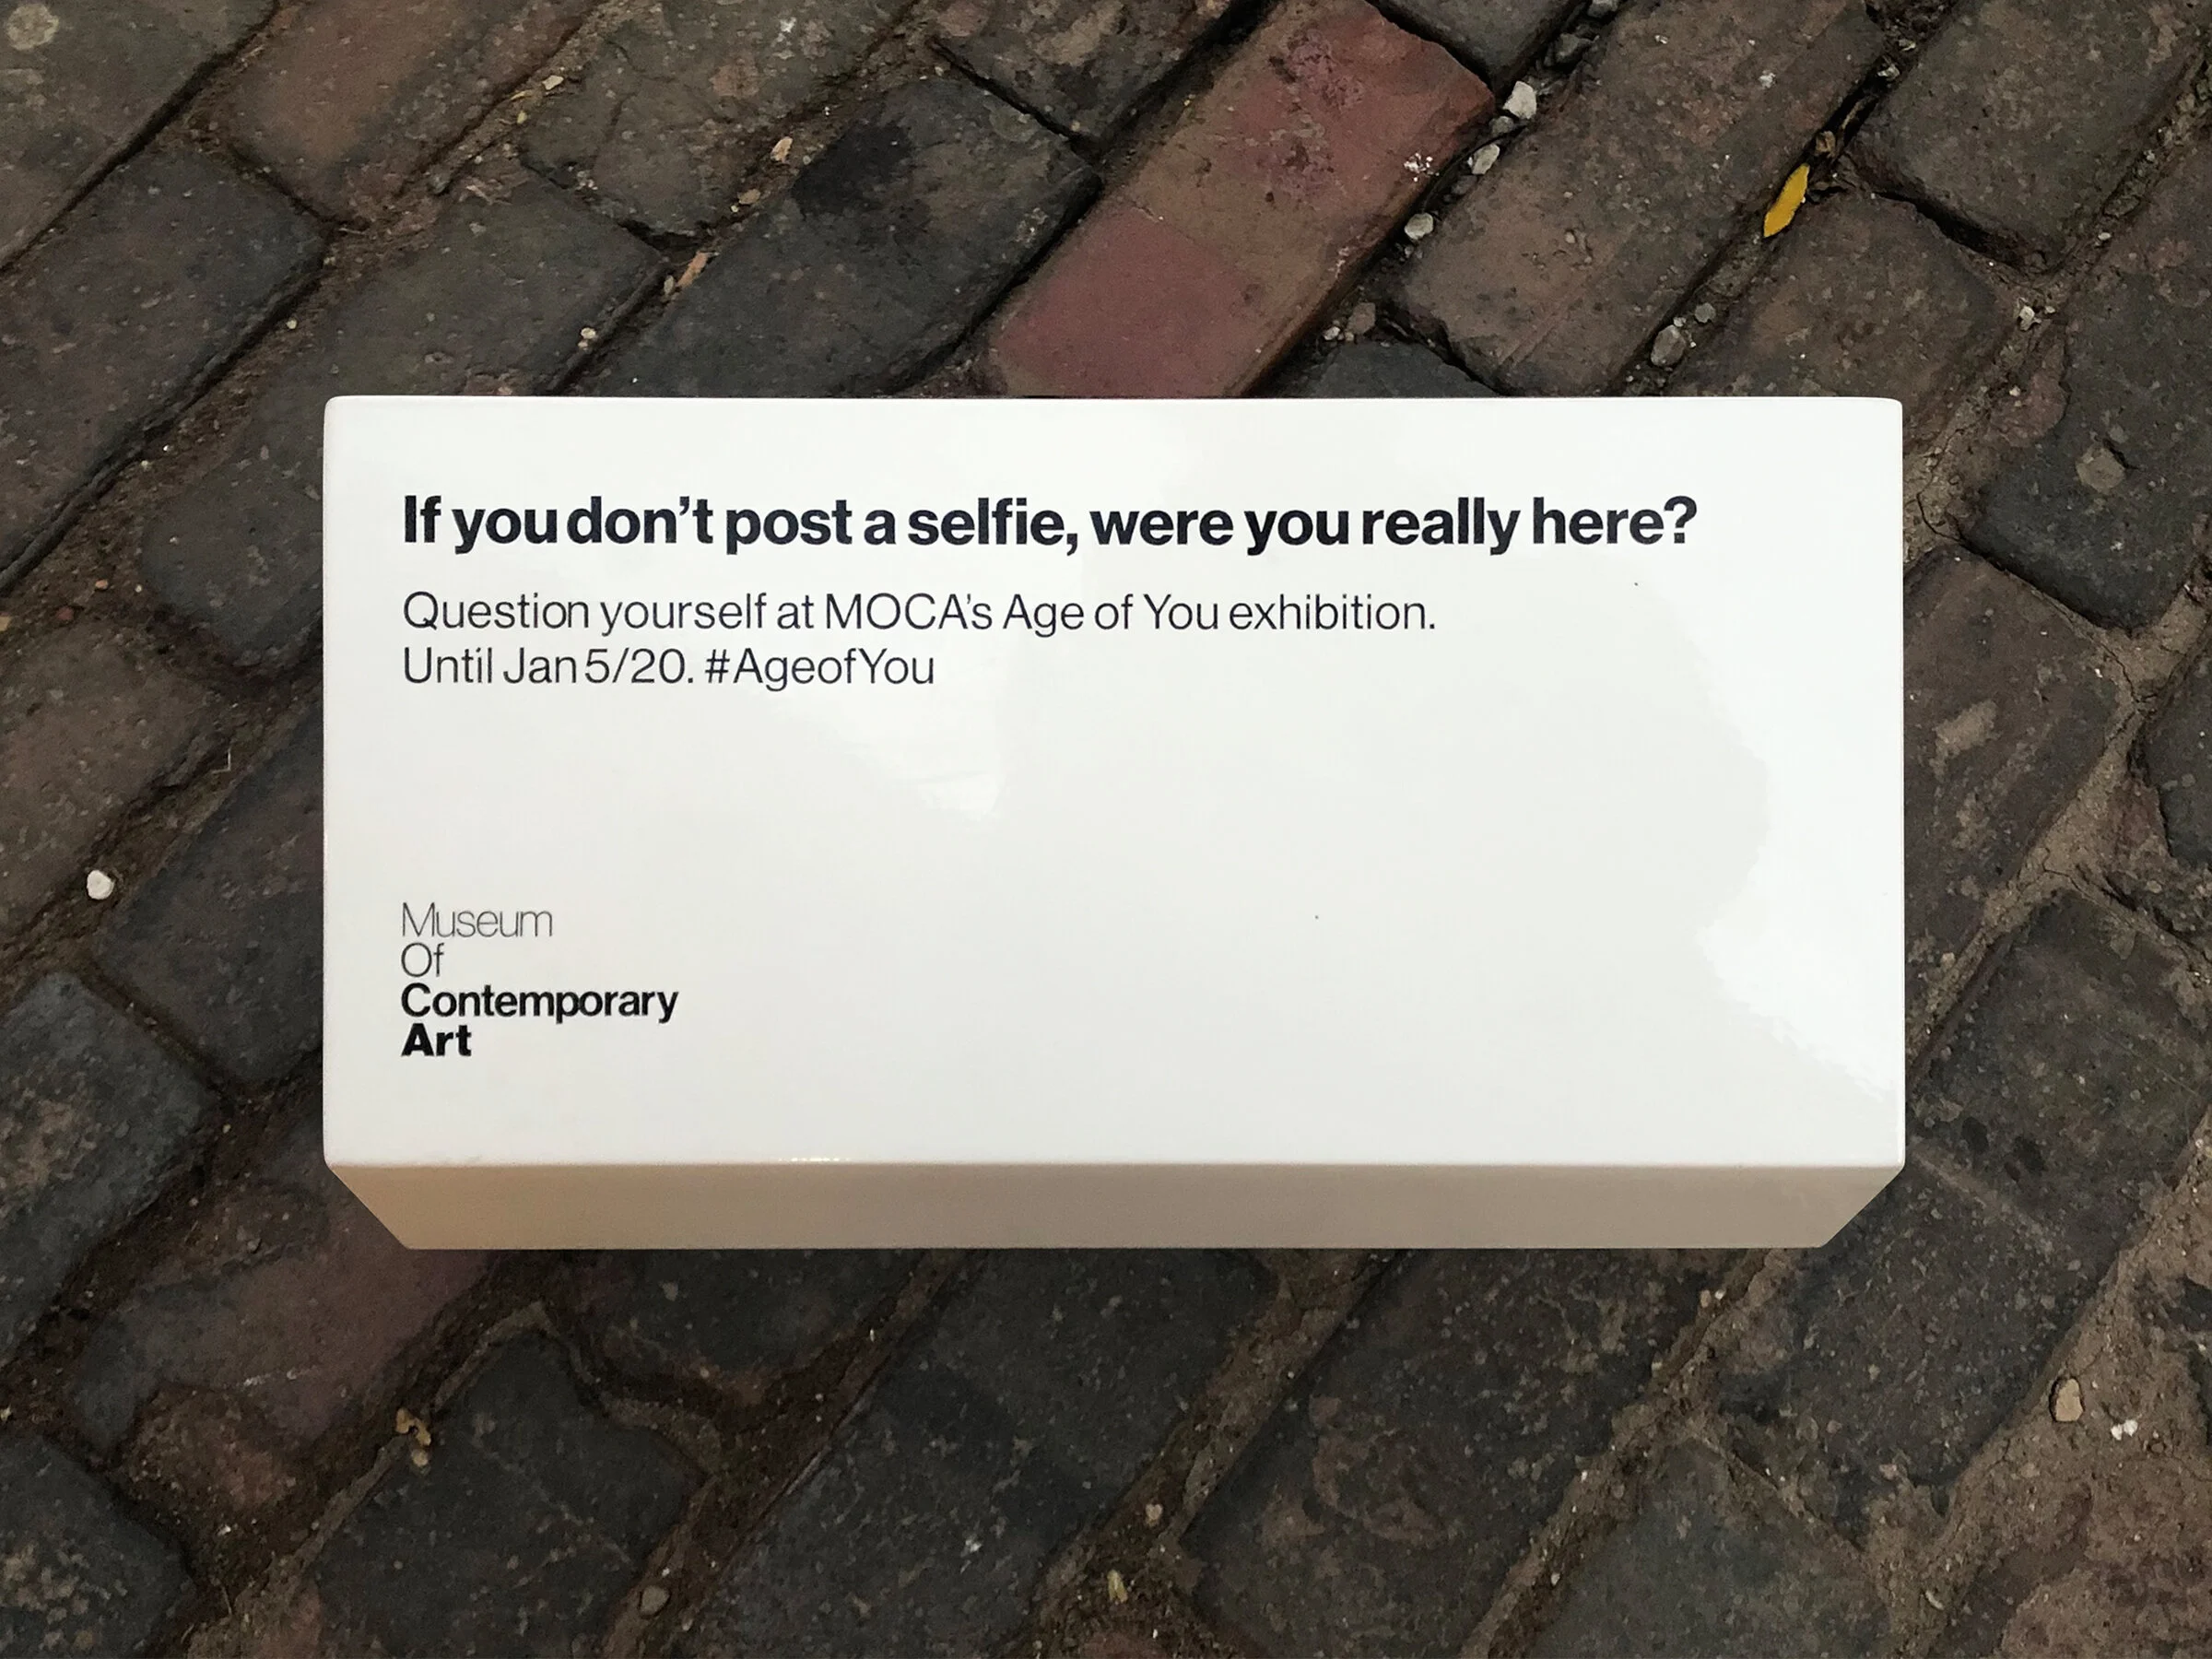 If you don’t post a selfie, were you really here?
Question yourself at MOCA’s Age of You exhibition.
Until Jan 5/20. #AgeofYou
Museum
Of
Contemporary
Art